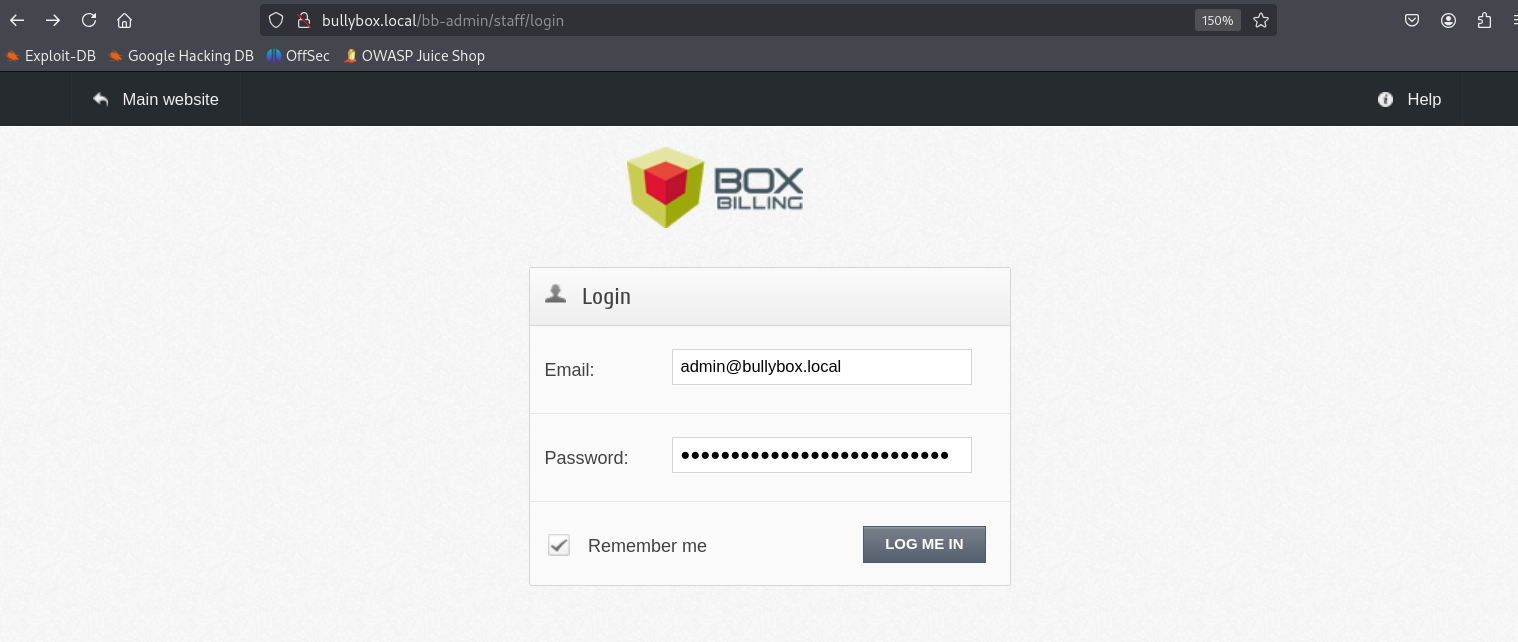 bullybox.local/bb-admin/staff/login 150%
Exploit-DB Google Hacking DB OffSec OWASP Juice Shop
Main website Help
BOX
BILLING
Login
Email: admin@bullybox.local
Password: •••••••••••••••••••••••••••
Remember me LOG ME IN